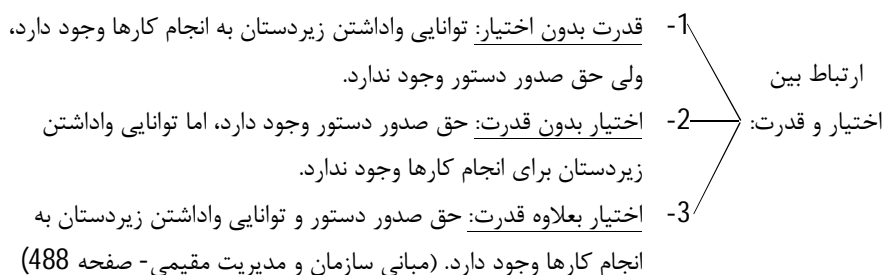 ارتباط بین
اختیار و قدرت:
1- قدرت بدون اختیار: توانایی واداشتن زیردستان به انجام کارها وجود دارد،
ولی حق صدور دستور وجود ندارد.
2- اختیار بدون قدرت: حق صدور دستور وجود دارد، اما توانایی واداشتن
زیردستان برای انجام کارها وجود ندارد.
3- اختیار بعلاوه قدرت: حق صدور دستور و توانایی واداشتن زیردستان به
انجام کارها وجود دارد. (مبانی سازمان و مدیریت مقیمی- صفحه 488)